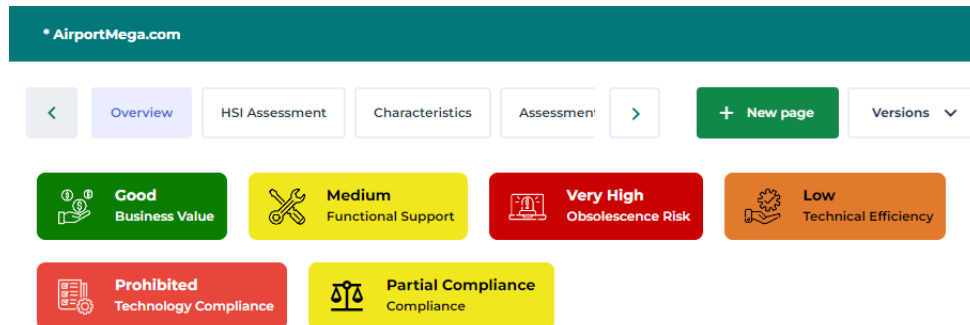 * AirportMega.com
Overview
HSI Assessment
Characteristics
Assessment
+ New page
Versions
Good
Business Value
Medium
Functional Support
Very High
Obsolescence Risk
Low
Technical Efficiency
Prohibited
Technology Compliance
Partial Compliance
Compliance